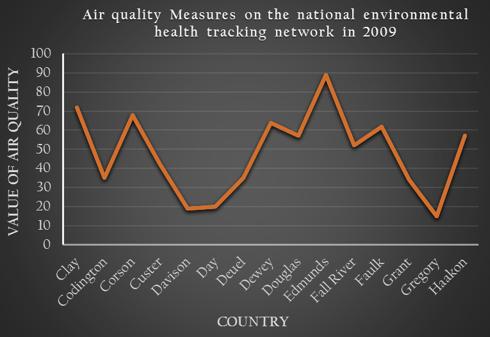 Air quality Measures on the national environmental
health tracking network in 2009
VALUE OF AIR QUALITY
100
90
80
70
60
50
40
30
20
10
0
Clay
Codington
Corson
Custer
Davison
Day
Deuel
Dewey
Douglas
Edmunds
Fall River
Faulk
Grant
Gregory
Haakon
COUNTRY